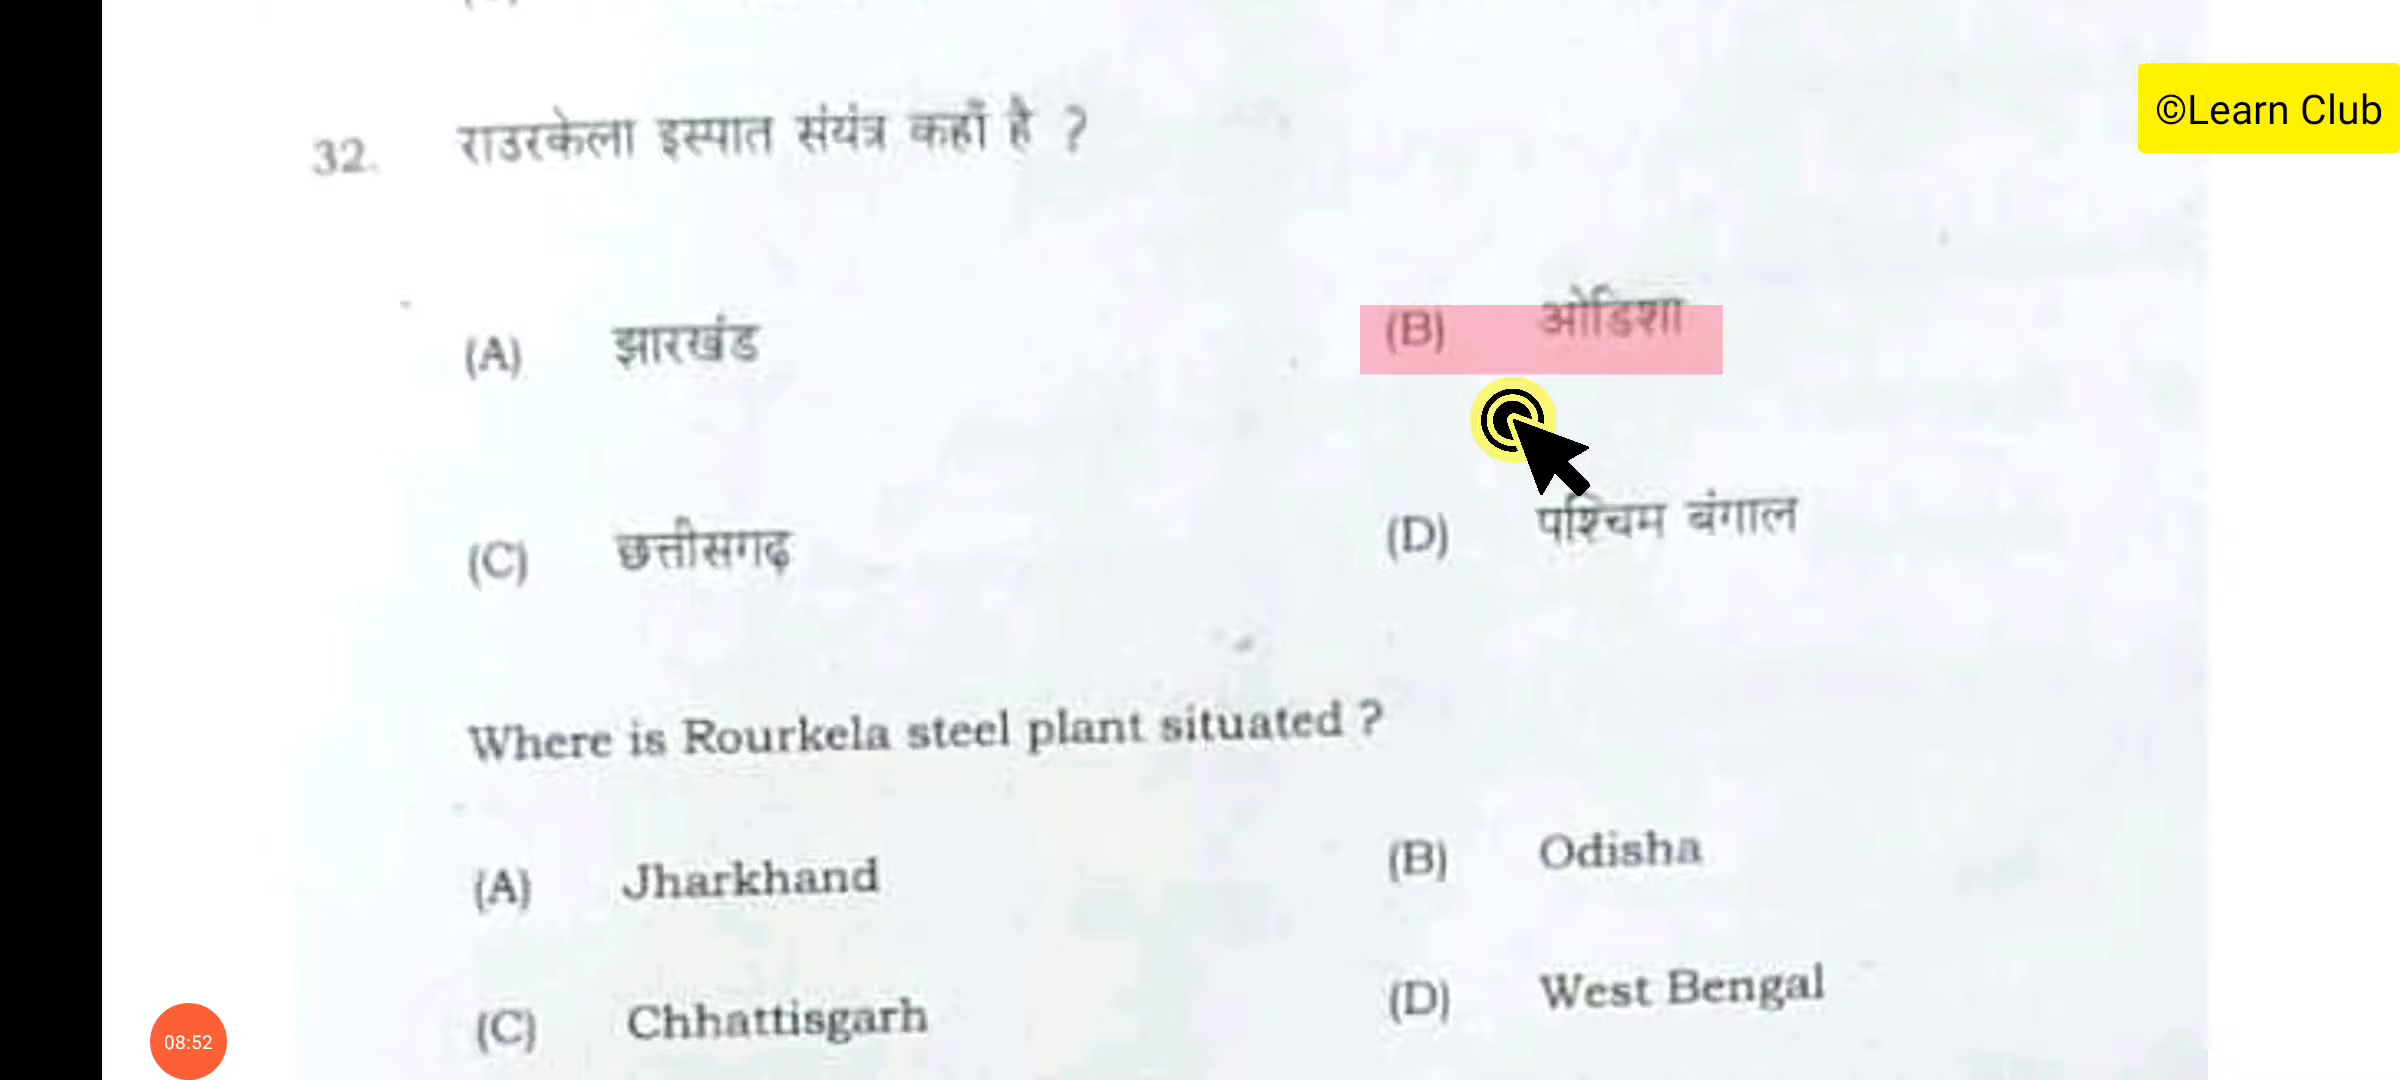 ©Learn Club
32. राउरकेला इस्पात संयंत्र कहाँ है ?
(A) झारखंड (B) ओडिशा
(C) छत्तीसगढ़ (D) पश्चिम बंगाल
Where is Rourkela steel plant situated ?
(A) Jharkhand (B) Odisha
(C) Chhattisgarh (D) West Bengal
08:52